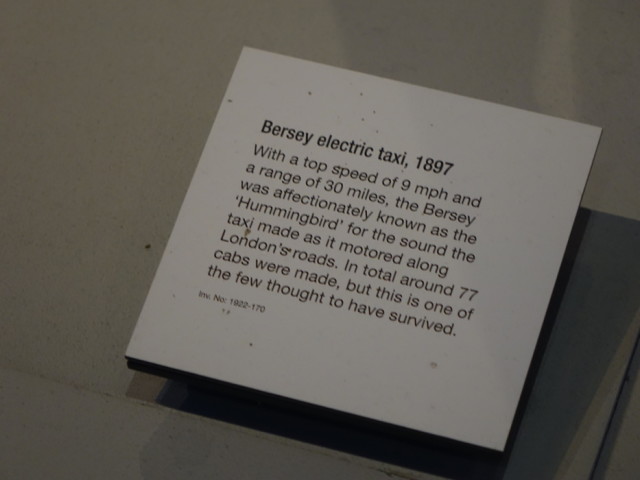 Bersey electric taxi, 1897
With a top speed of 9 mph and
a range of 30 miles, the Bersey
was affectionately known as the
'Hummingbird' for the sound the
taxi made as it motored along
London's roads. In total around 77
cabs were made, but this is one of
the few thought to have survived.
Inv. No: 1922-170